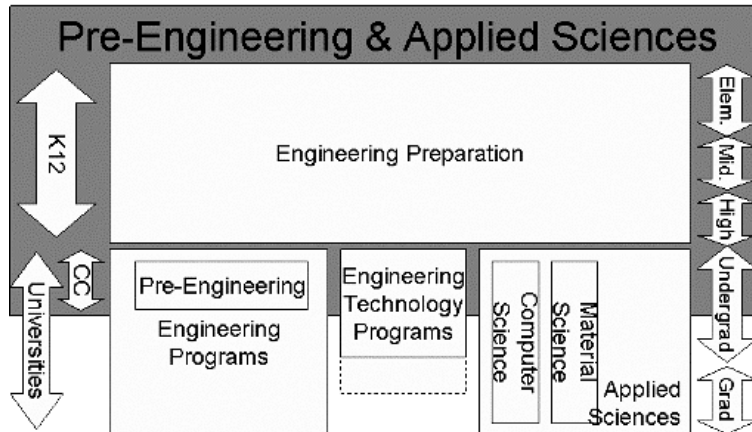 Pre-Engineering & Applied Sciences
K12
Engineering Preparation
Elem.
Mid.
High
Universities
CC
Pre-Engineering
Engineering
Programs
Engineering
Technology
Programs
Computer
Science
Material
Science
Applied
Sciences
Undergrad
Grad